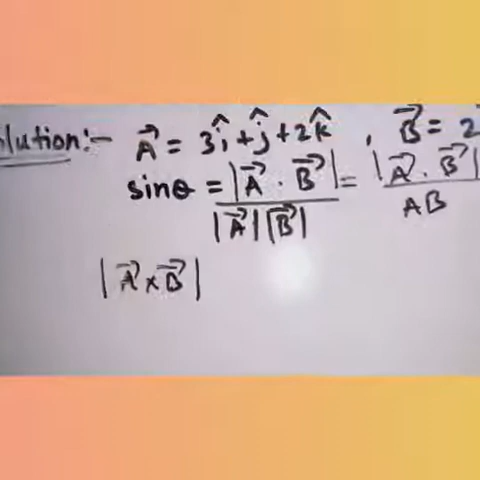 lution:- A⃗ = 3î+ĵ+2k̂ , B⃗ = 2
sinθ = |A⃗ . B⃗| / |A⃗||B⃗| = |A⃗ . B⃗| / AB
|A⃗×B⃗|